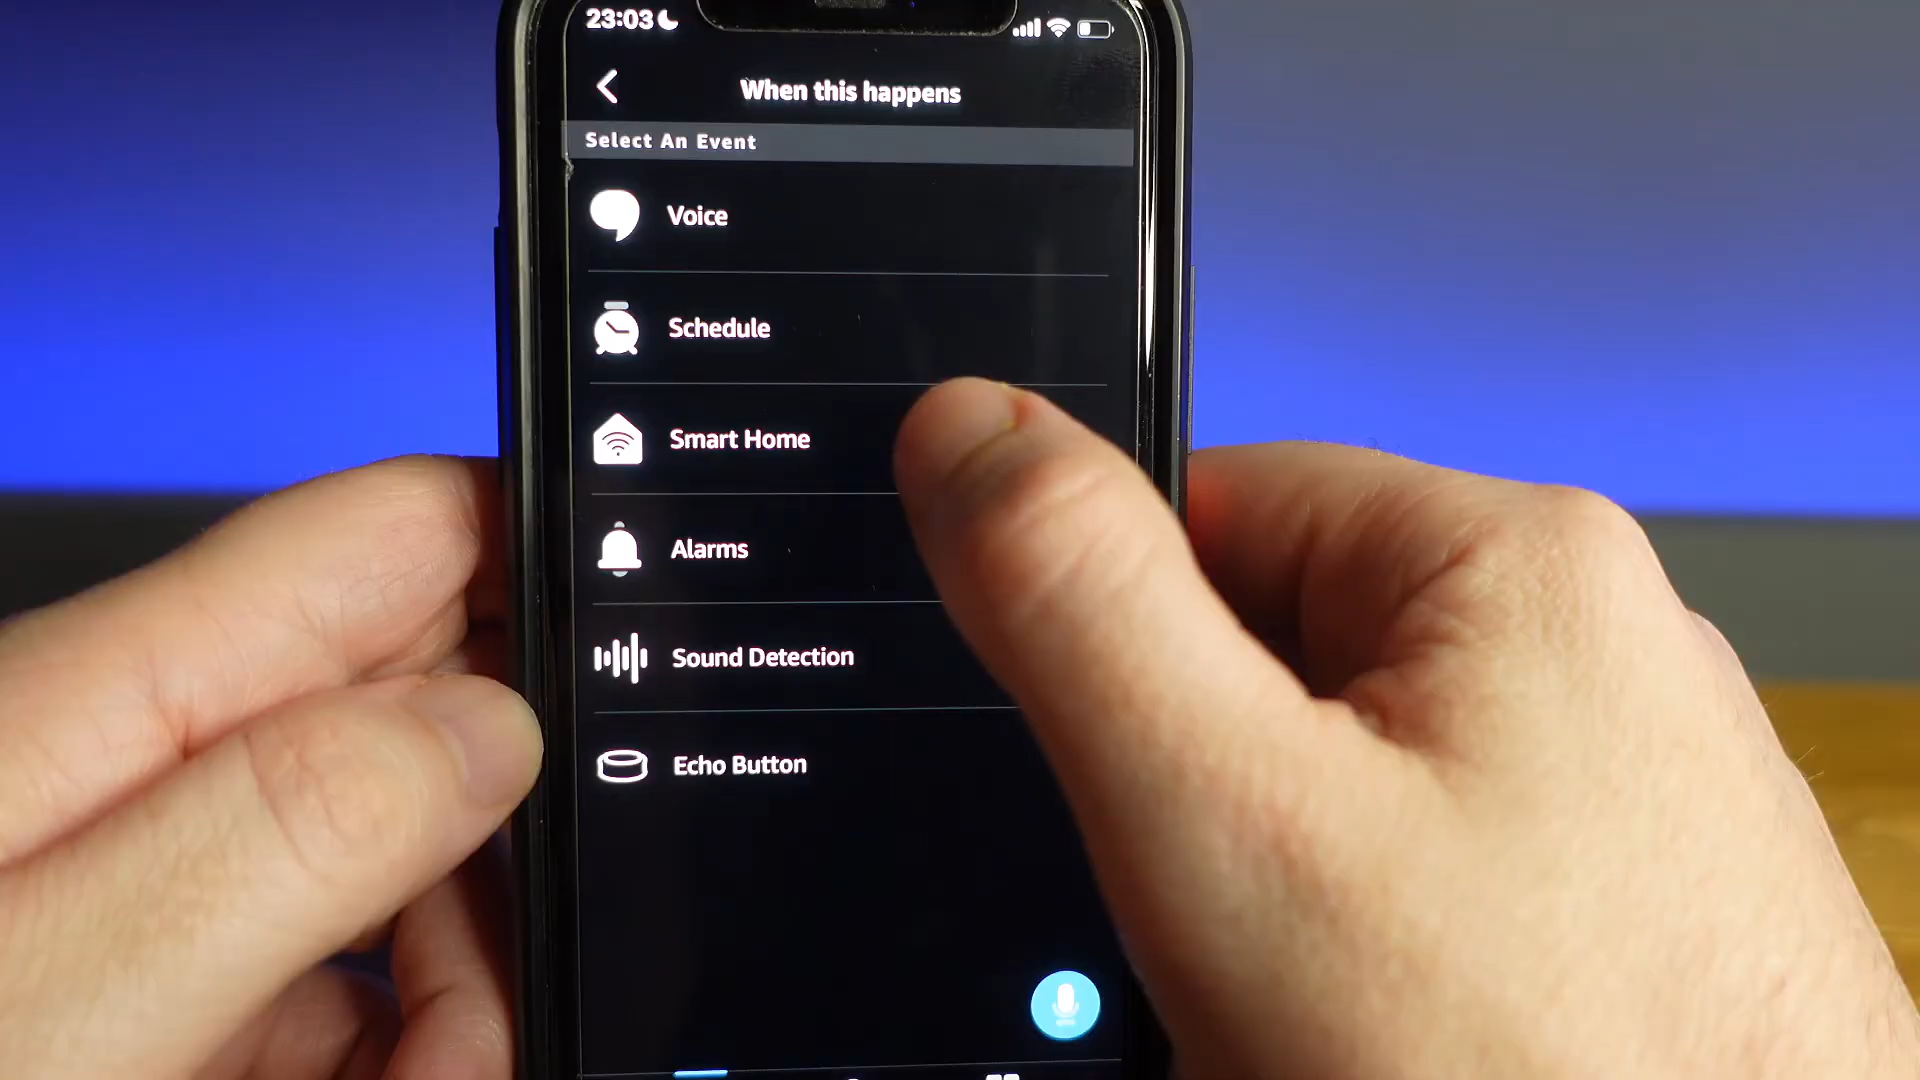 23:03
When this happens
Select An Event
Voice
Schedule
Smart Home
Alarms
Sound Detection
Echo Button